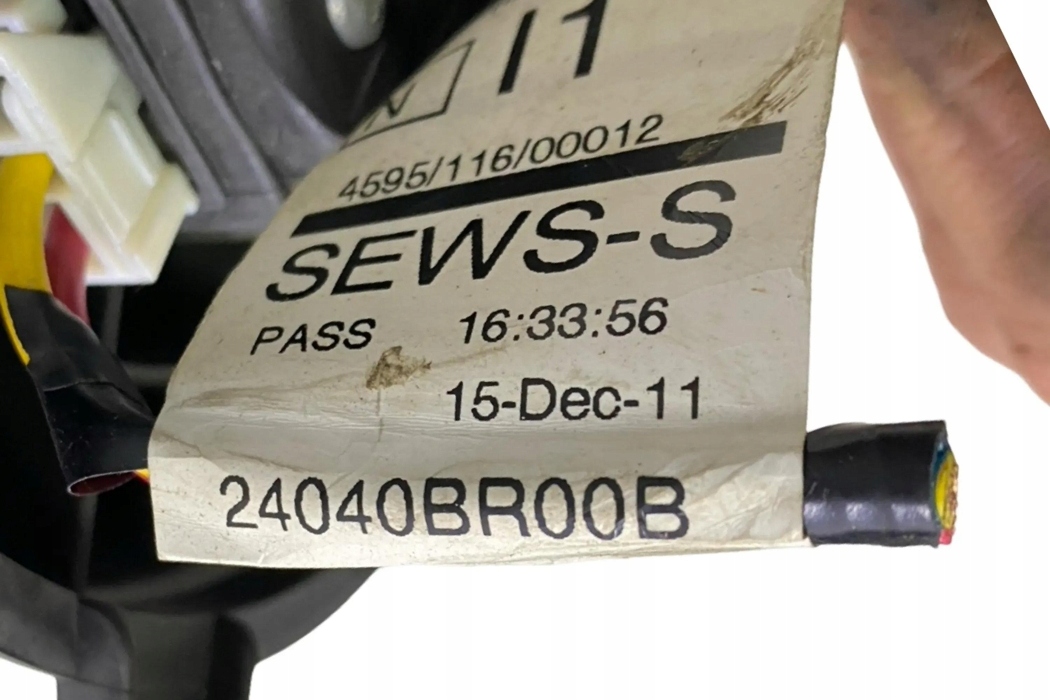 N 11
4595/116/00012
SEWS-S
PASS 16:33:56
15-Dec-11
24040BR00B